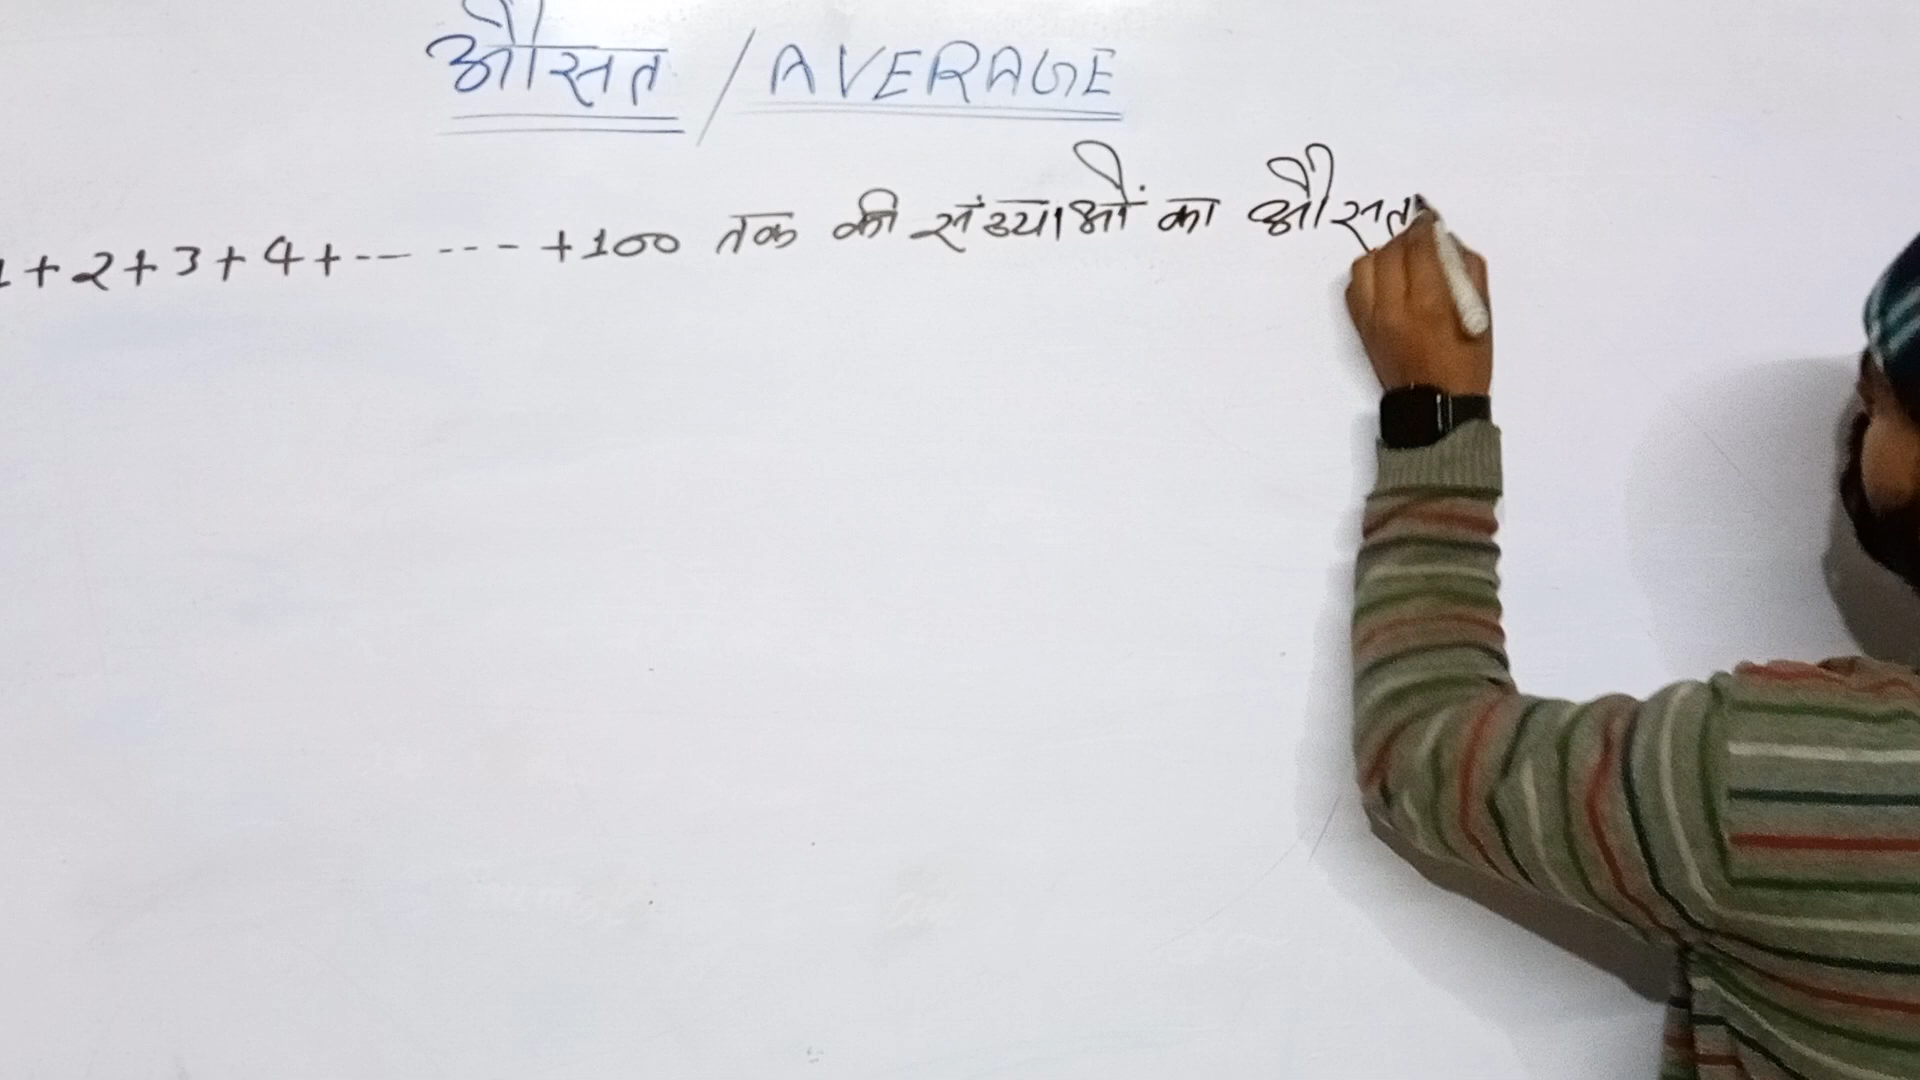 औसत / AVERAGE
1+2+3+4+-- --- +100 तक की संख्याओं का औसत